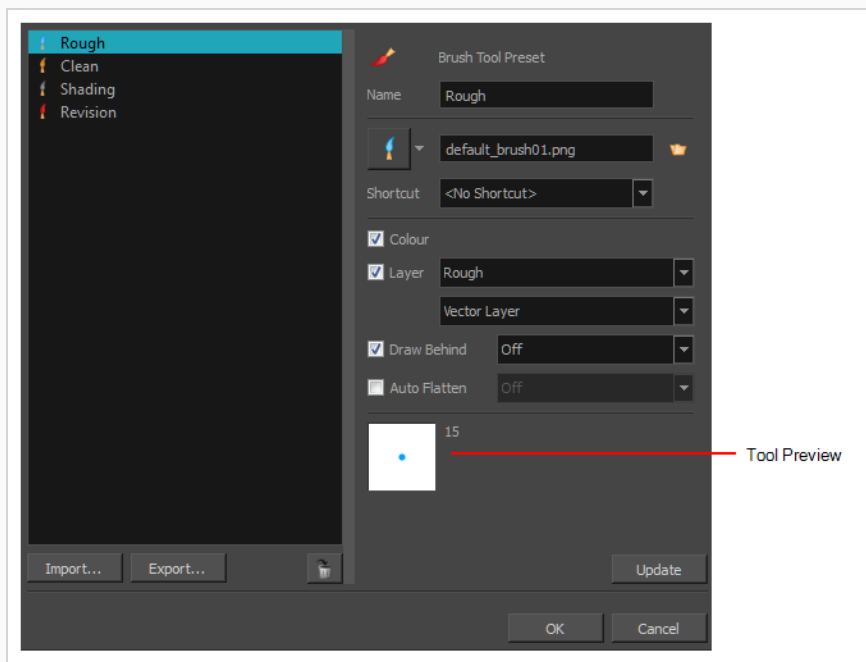 Rough
Clean
Shading
Revision
Import...
Export...
Brush Tool Preset
Name
Rough
default_brush01.png
Shortcut
<No Shortcut>
Colour
Layer
Rough
Vector Layer
Draw Behind
Off
Auto Flatten
Off
15
Tool Preview
Update
OK
Cancel